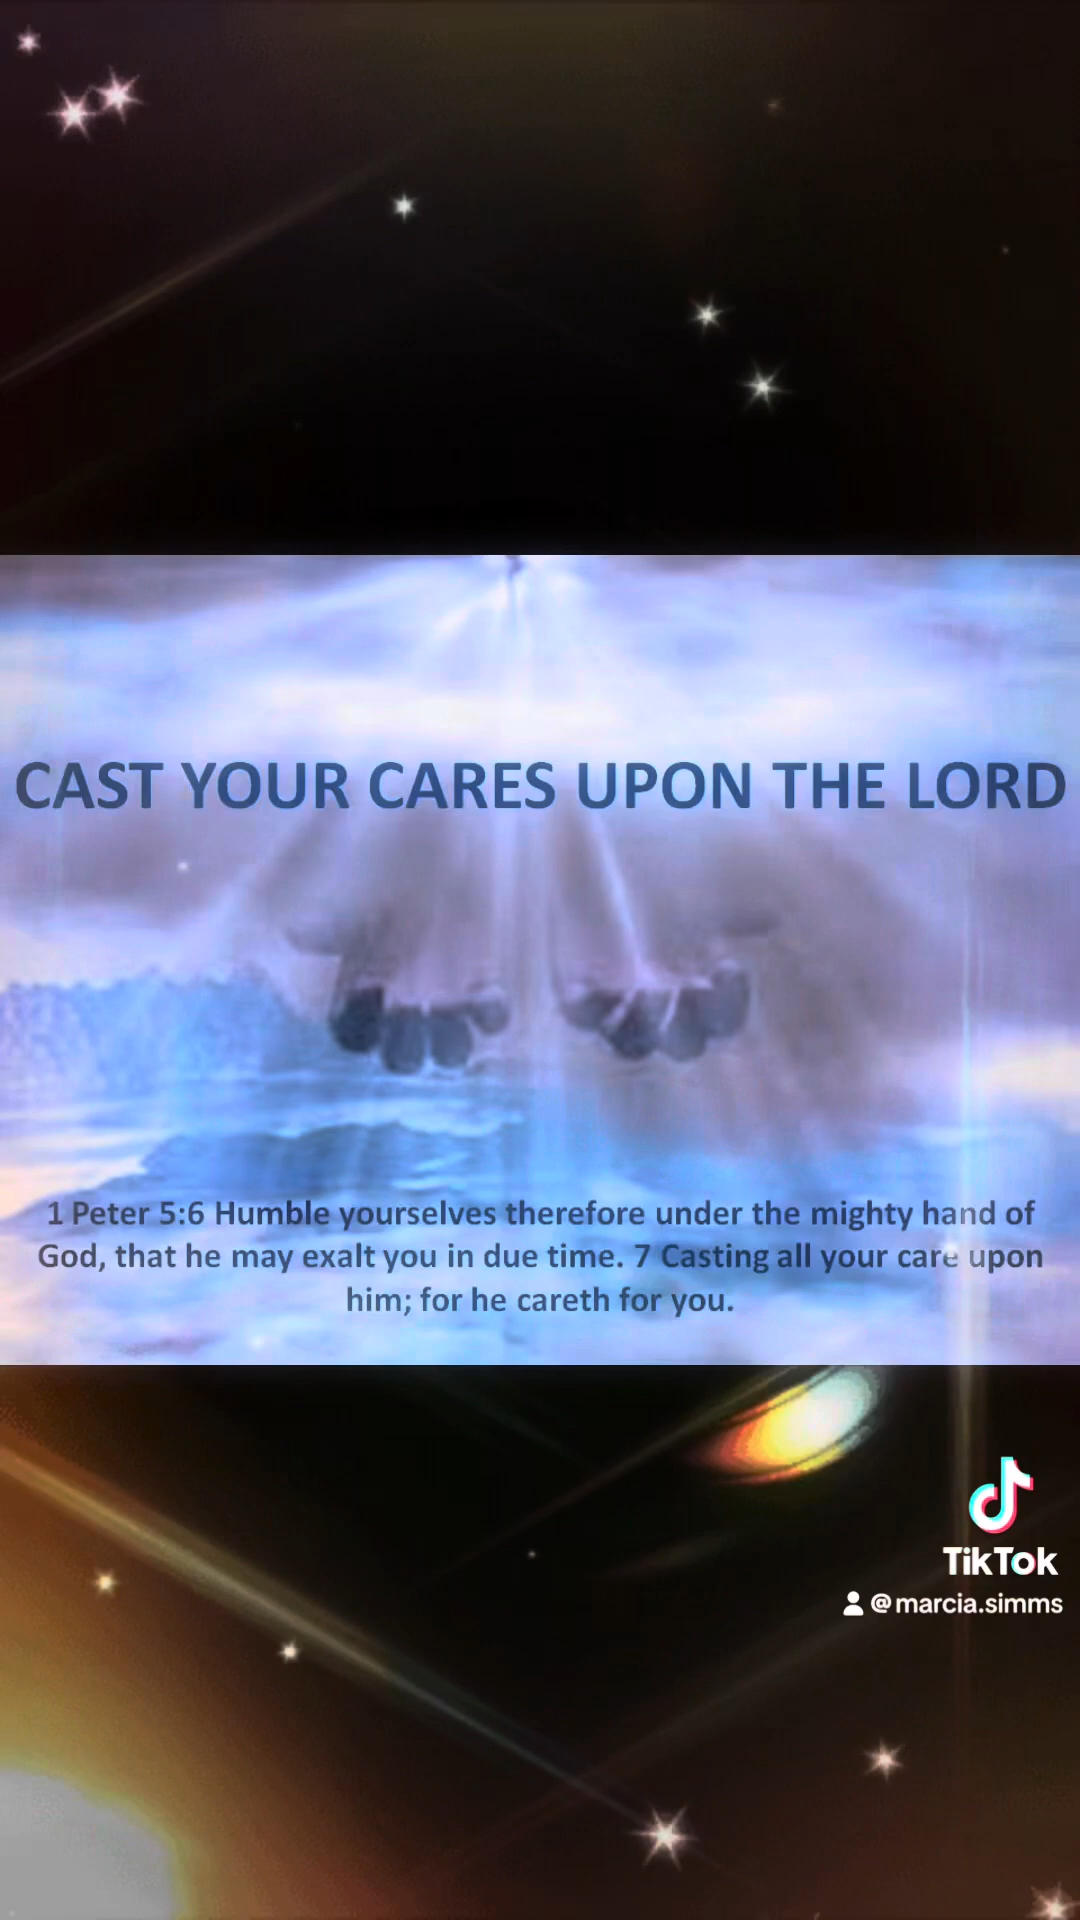 CAST YOUR CARES UPON THE LORD
1 Peter 5:6 Humble yourselves therefore under the mighty hand of
God, that he may exalt you in due time. 7 Casting all your care upon
him; for he careth for you.
TikTok
@marcia.simms